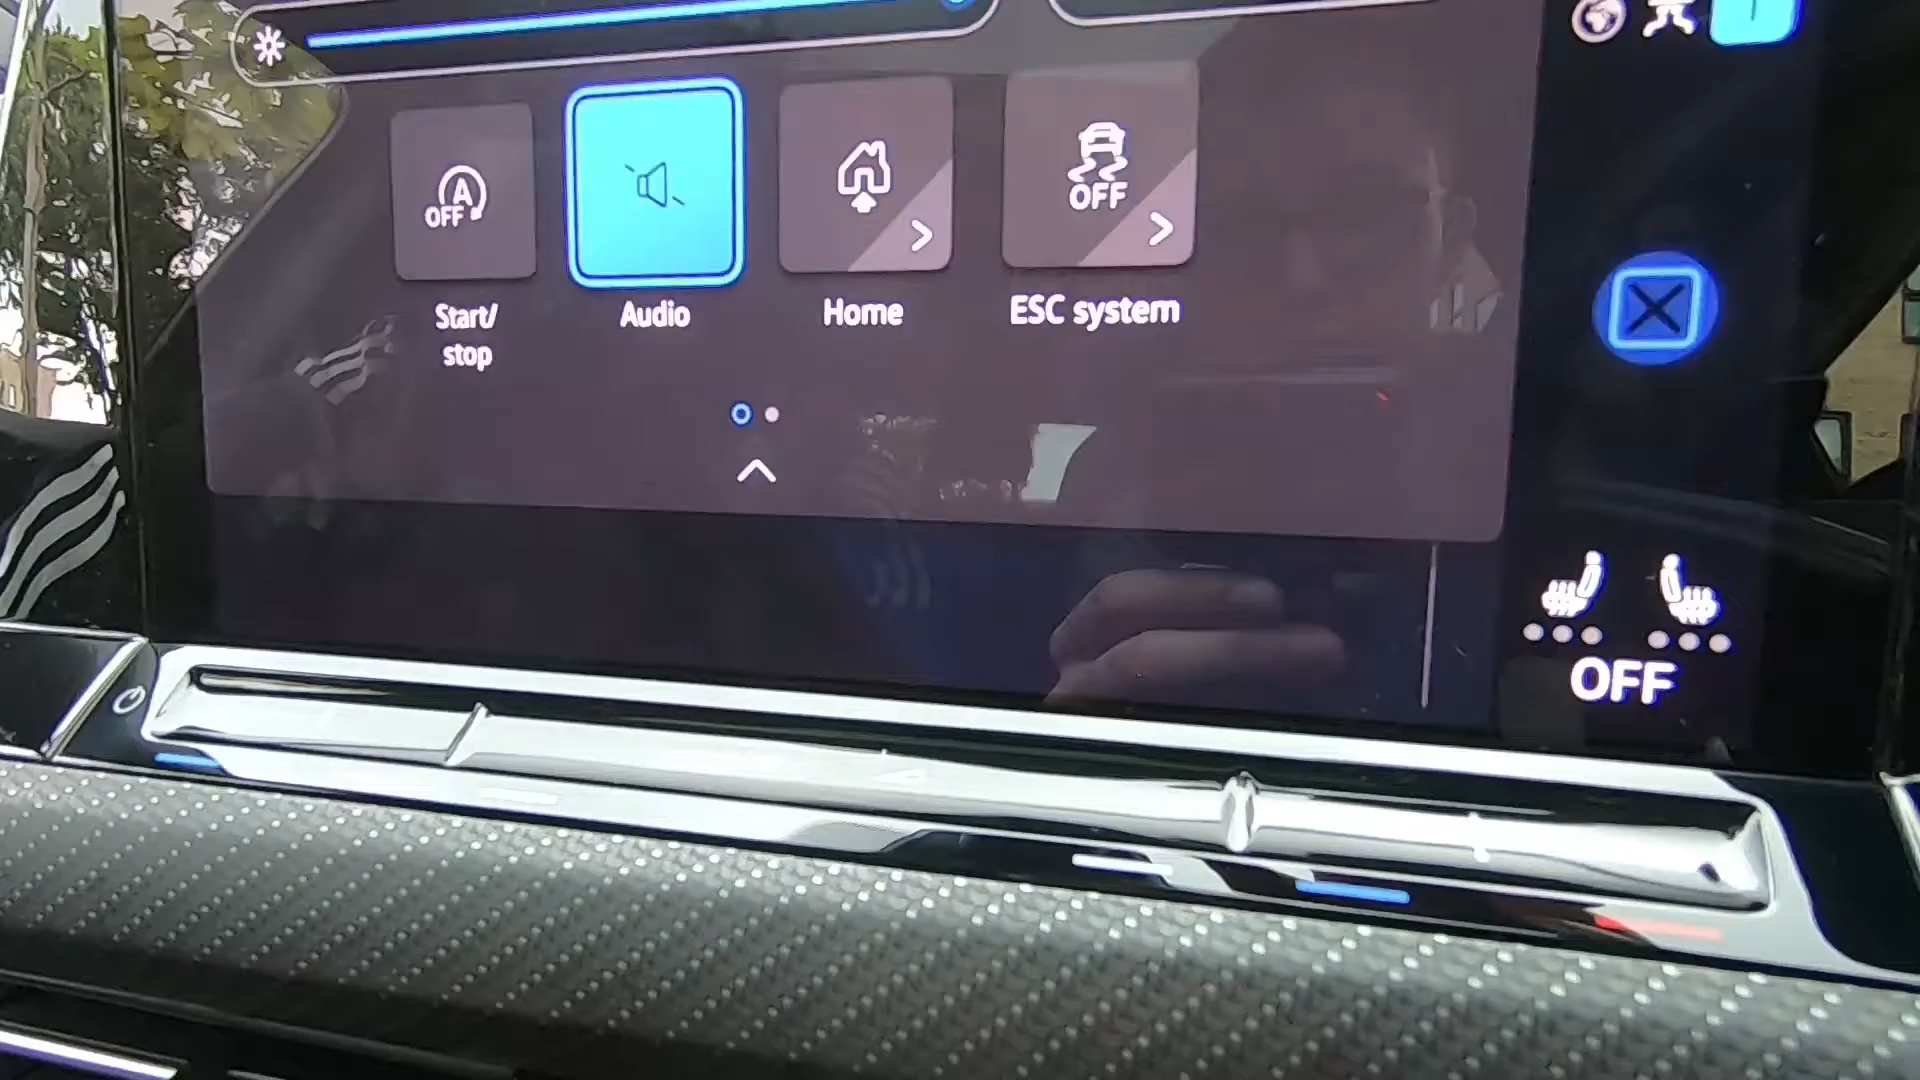 A
OFF
OFF
Start/
stop
Audio
Home
ESC system
OFF